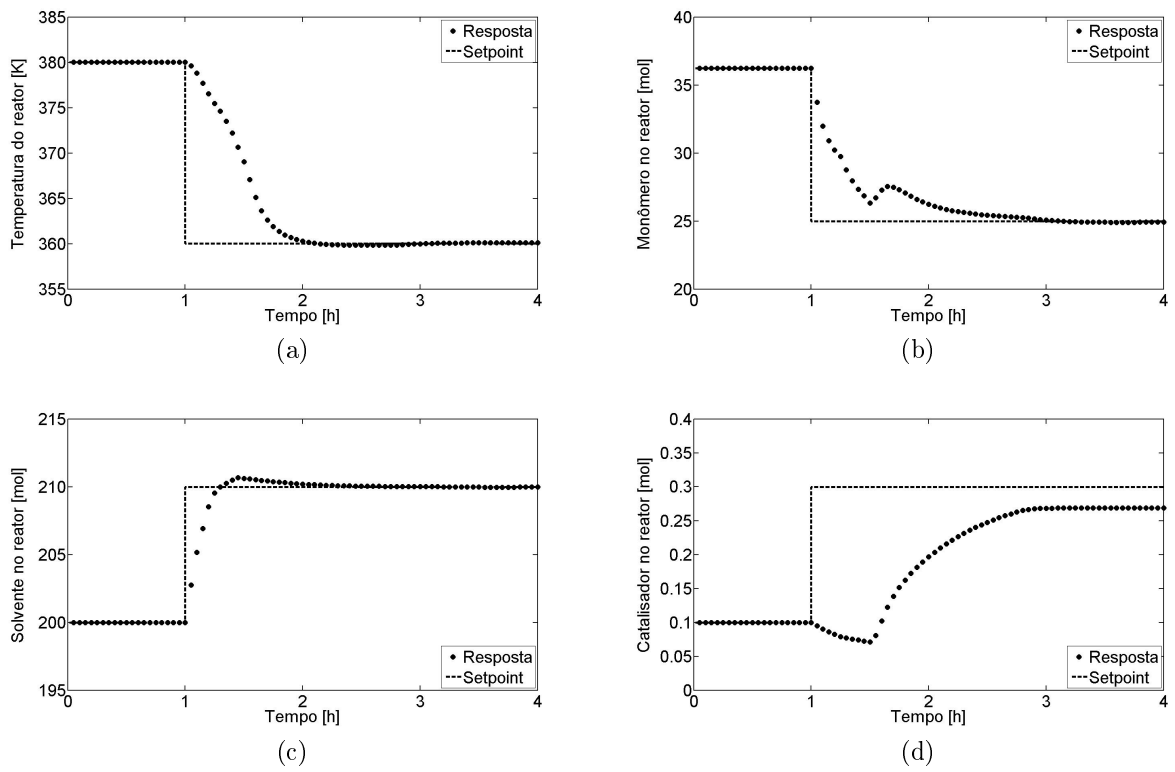 385
380
375
370
365
360
355
0
1
2
3
4
Temperatura do reator [K]
Tempo [h]
Resposta
Setpoint
(a)
40
35
30
25
20
0
1
2
3
4
Monômero no reator [mol]
Tempo [h]
Resposta
Setpoint
(b)
215
210
205
200
195
0
1
2
3
4
Solvente no reator [mol]
Tempo [h]
Resposta
Setpoint
(c)
0.4
0.35
0.3
0.25
0.2
0.15
0.1
0.05
0
0
1
2
3
4
Catalisador no reator [mol]
Tempo [h]
Resposta
Setpoint
(d)